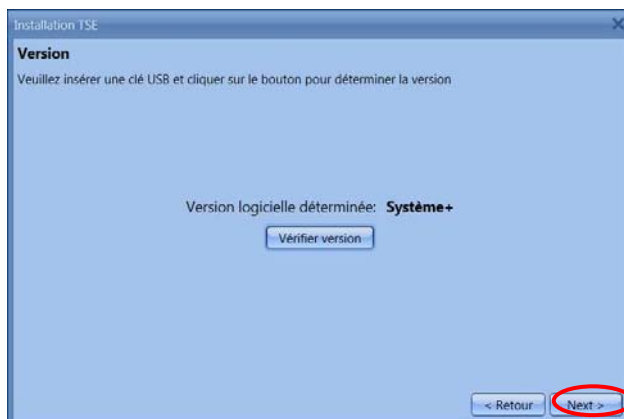 Installation TSE
Version
Veuillez insérer une clé USB et cliquer sur le bouton pour déterminer la version
Version logicielle déterminée: Système+
Vérifier version
< Retour Next >